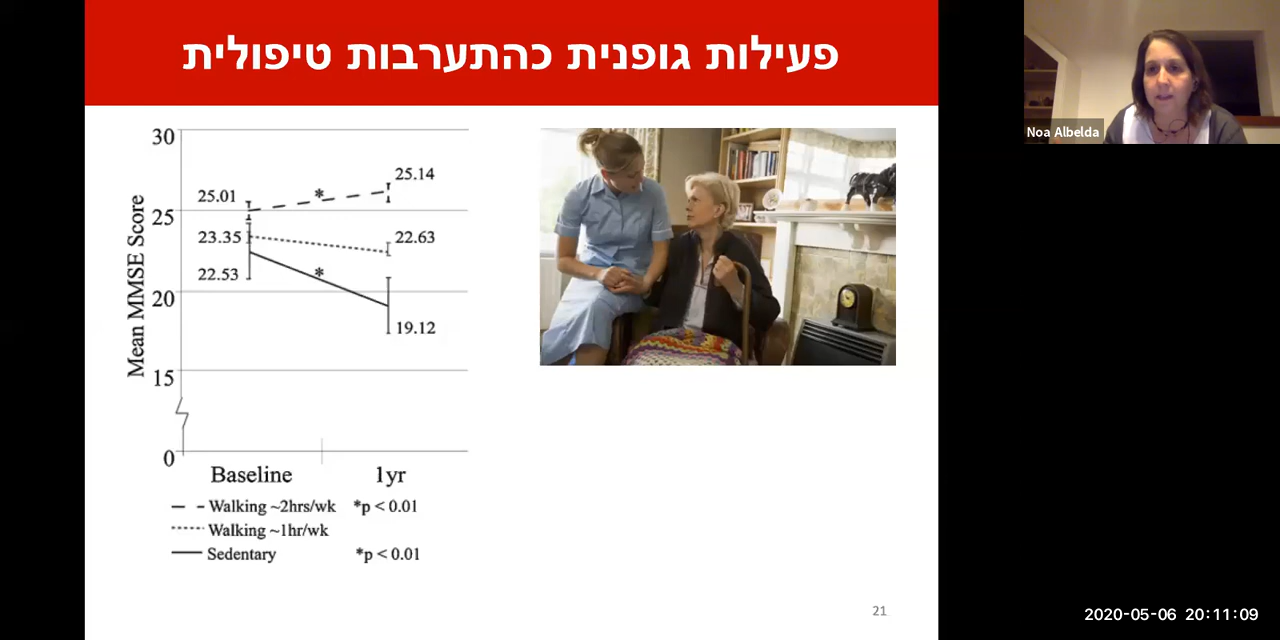 פעילות גופנית כהתערבות טיפולית
Noa Albelda
Mean MMSE Score
30
25
20
15
0
25.01
*
25.14
23.35
22.63
22.53
*
19.12
Baseline
1yr
Walking ~2hrs/wk *p < 0.01
Walking ~1hr/wk
Sedentary *p < 0.01
21
2020-05-06 20:11:09